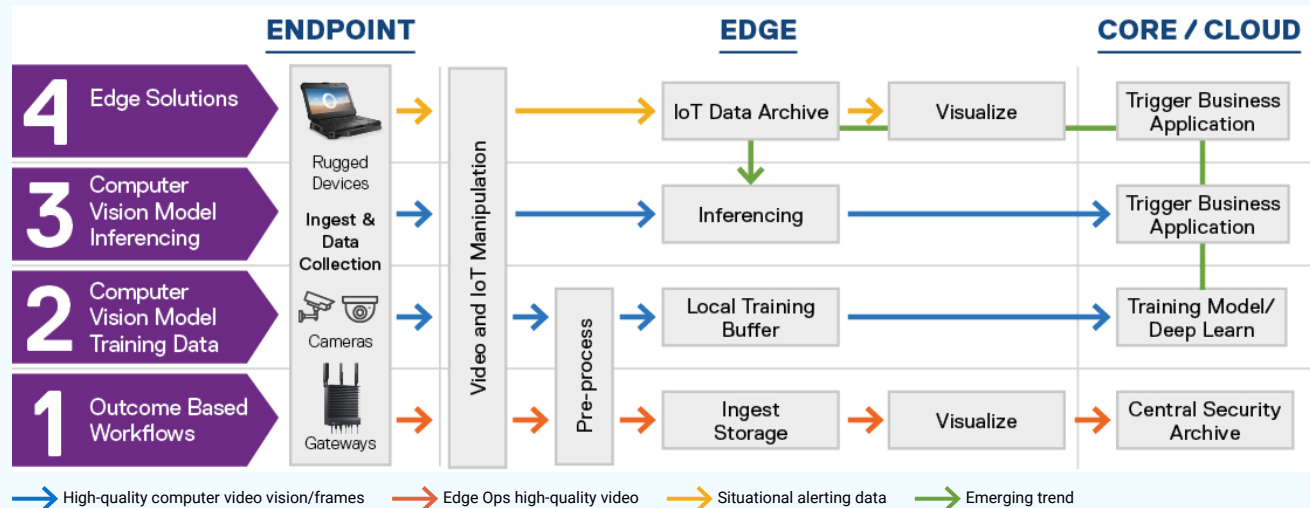 ENDPOINT
EDGE
CORE / CLOUD
4
Edge Solutions
Rugged
Devices
IoT Data Archive
Visualize
Trigger Business
Application
3
Computer
Vision Model
Inferencing
Ingest &
Data
Collection
Video and IoT Manipulation
Inferencing
Trigger Business
Application
2
Computer
Vision Model
Training Data
Cameras
Pre-process
Local Training
Buffer
Training Model/
Deep Learn
1
Outcome Based
Workflows
Gateways
Ingest
Storage
Visualize
Central Security
Archive
High-quality computer video vision/frames
Edge Ops high-quality video
Situational alerting data
Emerging trend